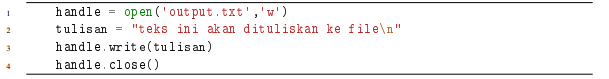 1 handle = open('output.txt','w')
2 tulisan = "teks ini akan dituliskan ke file\n"
3 handle.write(tulisan)
4 handle.close()